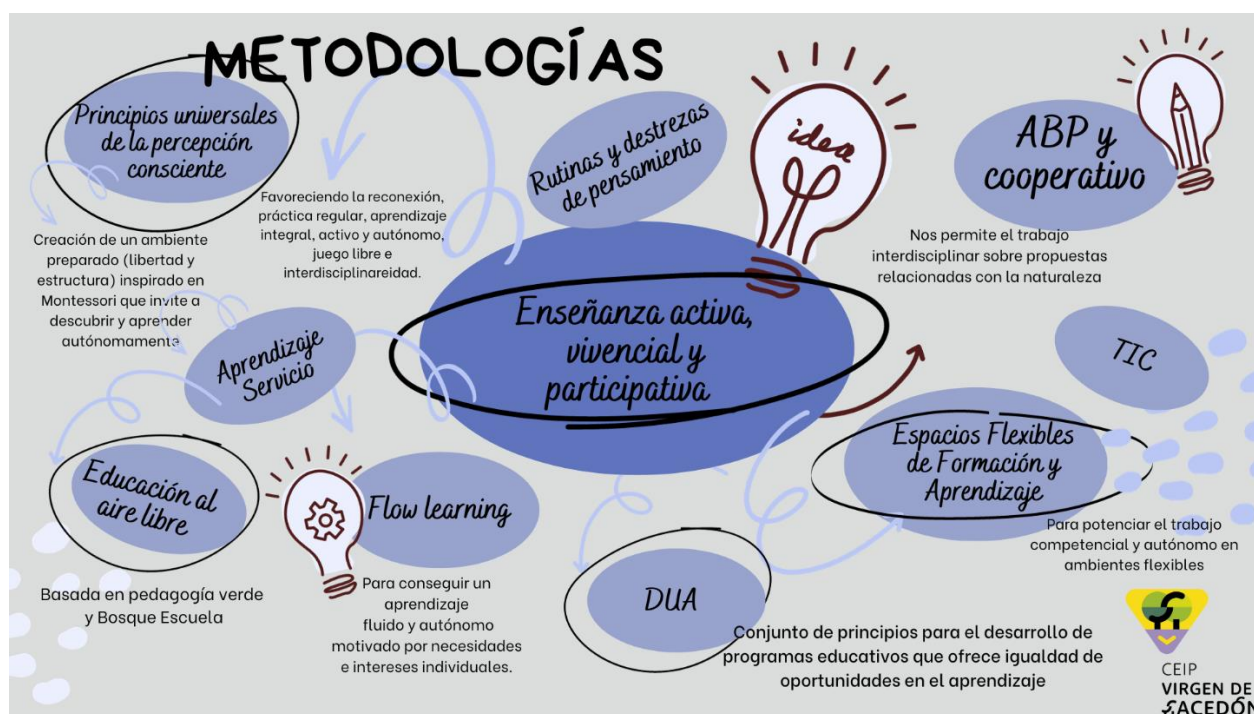 METODOLOGÍAS
Principios universales
de la percepción
consciente
Creación de un ambiente
preparado (libertad y
estructura) inspirado en
Montessori que invite a
descubrir y aprender
autónomamente
Favoreciendo la reconexión,
práctica regular, aprendizaje
integral, activo y autónomo,
juego libre e
interdisciplinareidad.
Rutinas y destrezas
de pensamiento
idea
ABP y
cooperativo
Nos permite el trabajo
interdisciplinar sobre propuestas
relacionadas con la naturaleza
Enseñanza activa,
vivencial y
participativa
Aprendizaje
Servicio
TIC
Espacios Flexibles
de Formación y
Aprendizaje
Para potenciar el trabajo
competencial y autónomo en
ambientes flexibles
Educación al
aire libre
Basada en pedagogía verde
y Bosque Escuela
Flow learning
Para conseguir un
aprendizaje
fluido y autónomo
motivado por necesidades
e intereses individuales.
DUA
Conjunto de principios para el desarrollo de
programas educativos que ofrece igualdad de
oportunidades en el aprendizaje
CEIP
VIRGEN DE
SACEDÓN